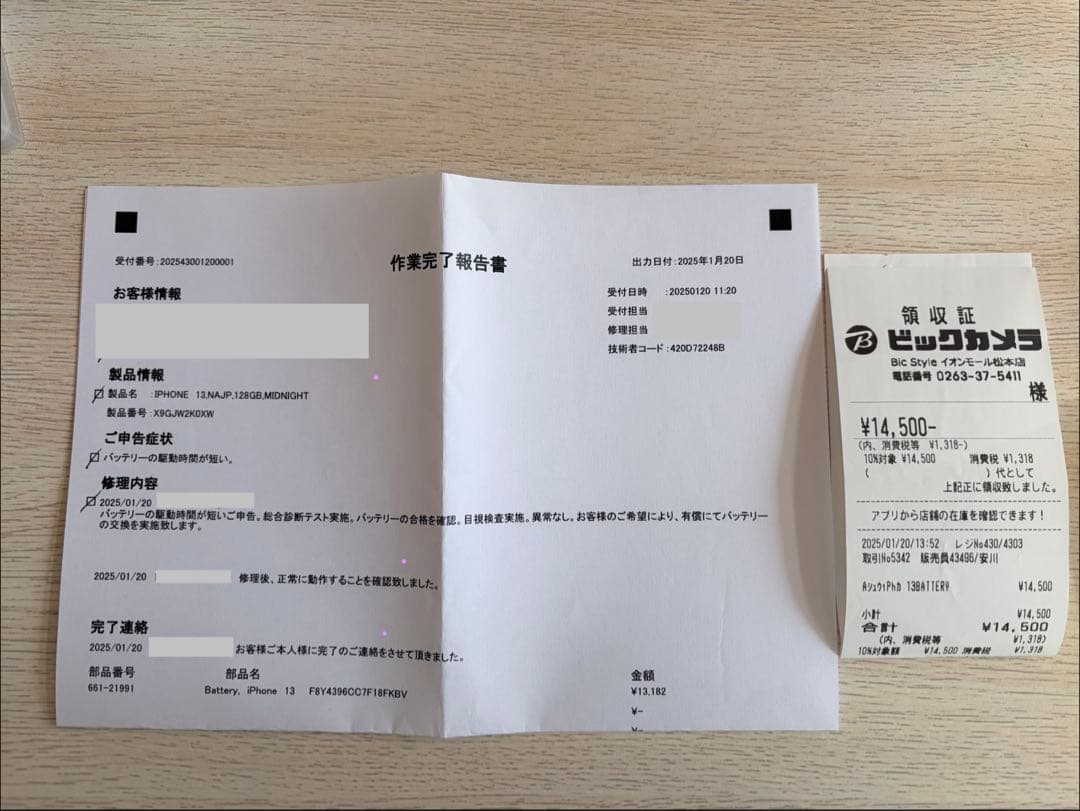 作業完了報告書
受付番号:202543001200001
出力日付:2025年1月20日
お客様情報
受付日時 :20250120 11:20
受付担当
修理担当
技術者コード:420D72248B
製品情報
製品名 :IPHONE 13,NAJP,128GB,MIDNIGHT
製品番号:X9GJW2K0XW
ご申告症状
バッテリーの駆動時間が短い。
修理内容
2025/01/20
バッテリーの駆動時間が短いご申告。総合診断テスト実施。バッテリーの合格を確認。目視検査実施。異常なし。お客様のご希望により、有償にてバッテリー
の交換を実施致します。
2025/01/20 修理後、正常に動作することを確認致しました。
完了連絡
2025/01/20 お客様ご本人様に完了のご連絡をさせて頂きました。
部品番号 部品名 金額
661-21991 Battery, iPhone 13 F8Y4396CC7F18FKBV ¥13,182
¥-
¥-
領収証
ビックカメラ
Bic Style イオンモール松本店
電話番号 0263-37-5411
様
¥14,500-
(内、消費税等 ¥1,318-)
10%対象 ¥14,500 消費税 ¥1,318
( )代として
上記正に領収致しました。
アプリから店舗の在庫を確認できます!
2025/01/20/13:52 レジNo430/4303
取引No5342 販売員43496/安川
Aシュウリ Phカ 13BATTERY ¥14,500
小計 ¥14,500
合計 ¥14,500
(内、消費税等 ¥1,318)
10%対象額 ¥14,500 消費税 ¥1,318